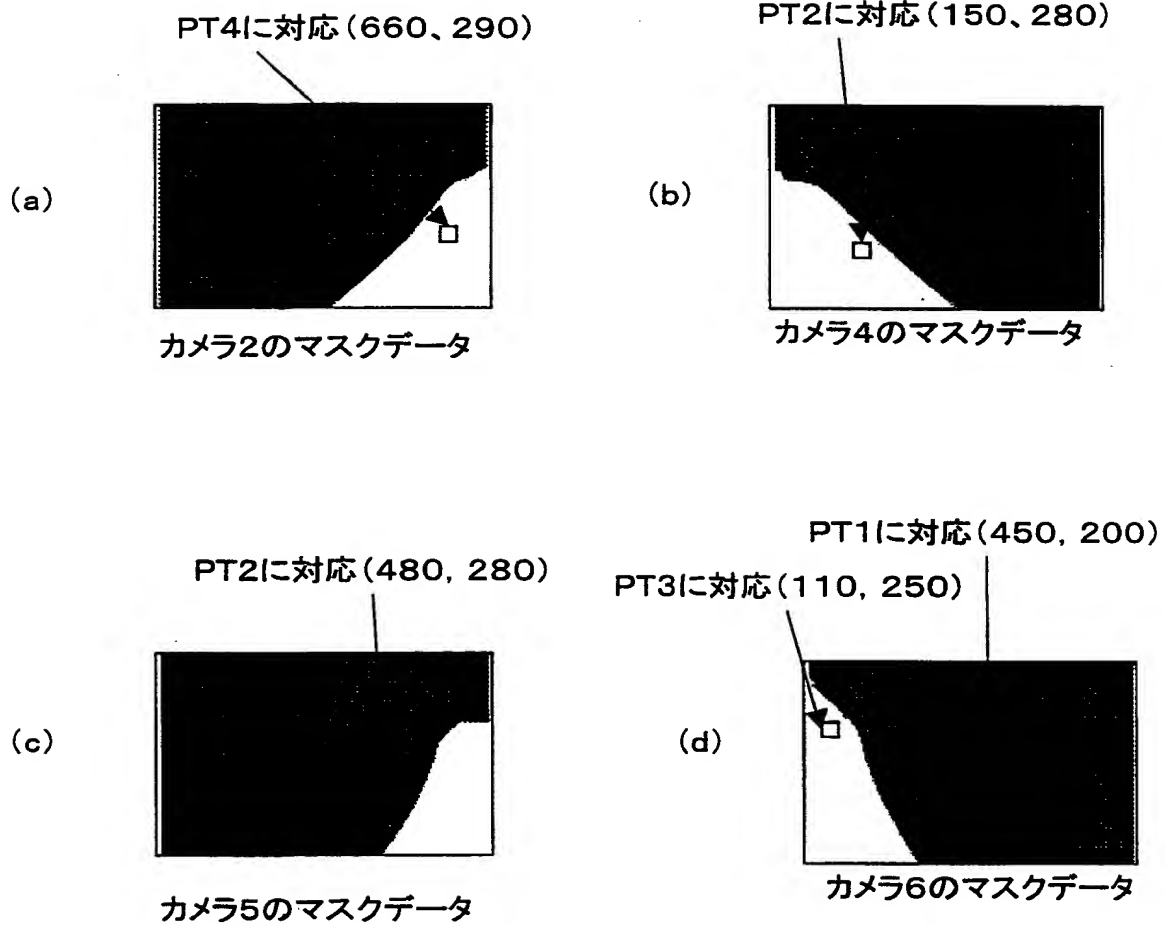 PT4に対応(660、290)
PT2に対応(150、280)
(a)
(b)
カメラ2のマスクデータ
カメラ4のマスクデータ
PT2に対応(480, 280)
PT1に対応(450, 200)
PT3に対応(110, 250)
(c)
(d)
カメラ5のマスクデータ
カメラ6のマスクデータ